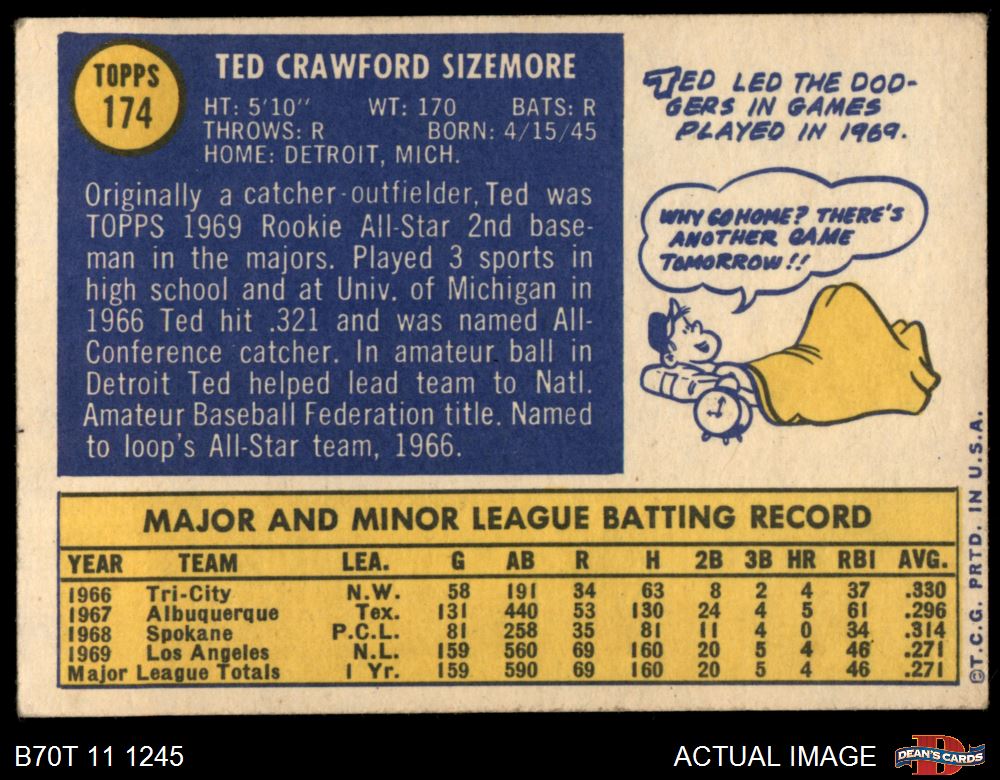 TOPPS
174
TED CRAWFORD SIZEMORE
HT: 5'10" WT: 170 BATS: R
THROWS: R BORN: 4/15/45
HOME: DETROIT, MICH.
Originally a catcher-outfielder, Ted was
TOPPS 1969 Rookie All-Star 2nd base-
man in the majors. Played 3 sports in
high school and at Univ. of Michigan in
1966 Ted hit .321 and was named All-
Conference catcher. In amateur ball in
Detroit Ted helped lead team to Natl.
Amateur Baseball Federation title. Named
to loop's All-Star team, 1966.
TED LED THE DOD-
GERS IN GAMES
PLAYED IN 1969.
WHY GO HOME? THERE'S
ANOTHER GAME
TOMORROW!!
MAJOR AND MINOR LEAGUE BATTING RECORD
YEAR TEAM LEA. G AB R H 2B 3B HR RBI AVG.
1966 Tri-City N.W. 58 191 34 63 8 2 4 37 .330
1967 Albuquerque Tex. 131 440 53 130 24 4 5 61 .296
1968 Spokane P.C.L. 81 258 35 81 11 4 0 34 .314
1969 Los Angeles N.L. 159 560 69 160 20 5 4 46 .271
Major League Totals 1 Yr. 159 590 69 160 20 5 4 46 .271
©T.C.G. PRTD. IN U.S.A.
B70T 11 1245
ACTUAL IMAGE
DEAN'S CARDS